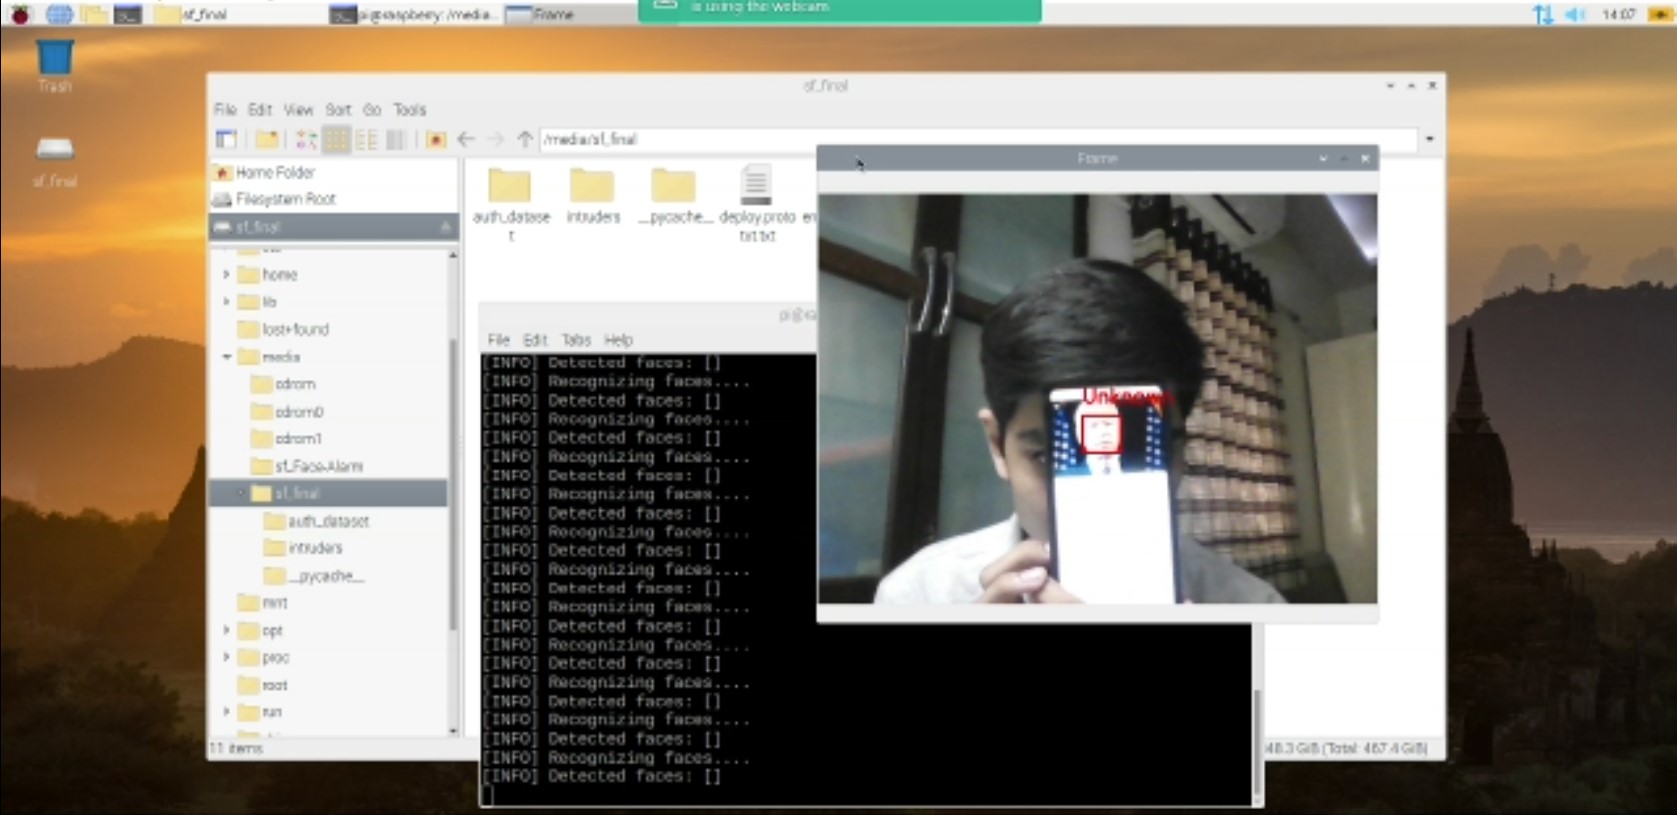 sf_final
pi@raspberry: /media...
Frame
is using the webcam
14:07
Trash
sf_final
sf_final
File Edit View Sort Go Tools
/media/sf_final
Home Folder
Filesystem Root
sf_final
home
lib
lost+found
media
cdrom
cdrom0
cdrom1
sf_Face-Alarm
sf_final
auth_dataset
intruders
__pycache__
mnt
opt
proc
root
run
11 items
auth_datase
t
intruders
__pycache__
deploy.proto
txt.txt
48.3 GiB (Total: 467.4 GiB)
File Edit Tabs Help
[INFO] Detected faces: []
[INFO] Recognizing faces....
[INFO] Detected faces: []
[INFO] Recognizing faces....
[INFO] Detected faces: []
[INFO] Recognizing faces....
[INFO] Detected faces: []
[INFO] Recognizing faces....
[INFO] Detected faces: []
[INFO] Recognizing faces....
[INFO] Detected faces: []
[INFO] Recognizing faces....
[INFO] Detected faces: []
[INFO] Recognizing faces....
[INFO] Detected faces: []
[INFO] Recognizing faces....
[INFO] Detected faces: []
[INFO] Recognizing faces....
[INFO] Detected faces: []
[INFO] Recognizing faces....
[INFO] Detected faces: []
[INFO] Recognizing faces....
[INFO] Detected faces: []
Frame
Unknown